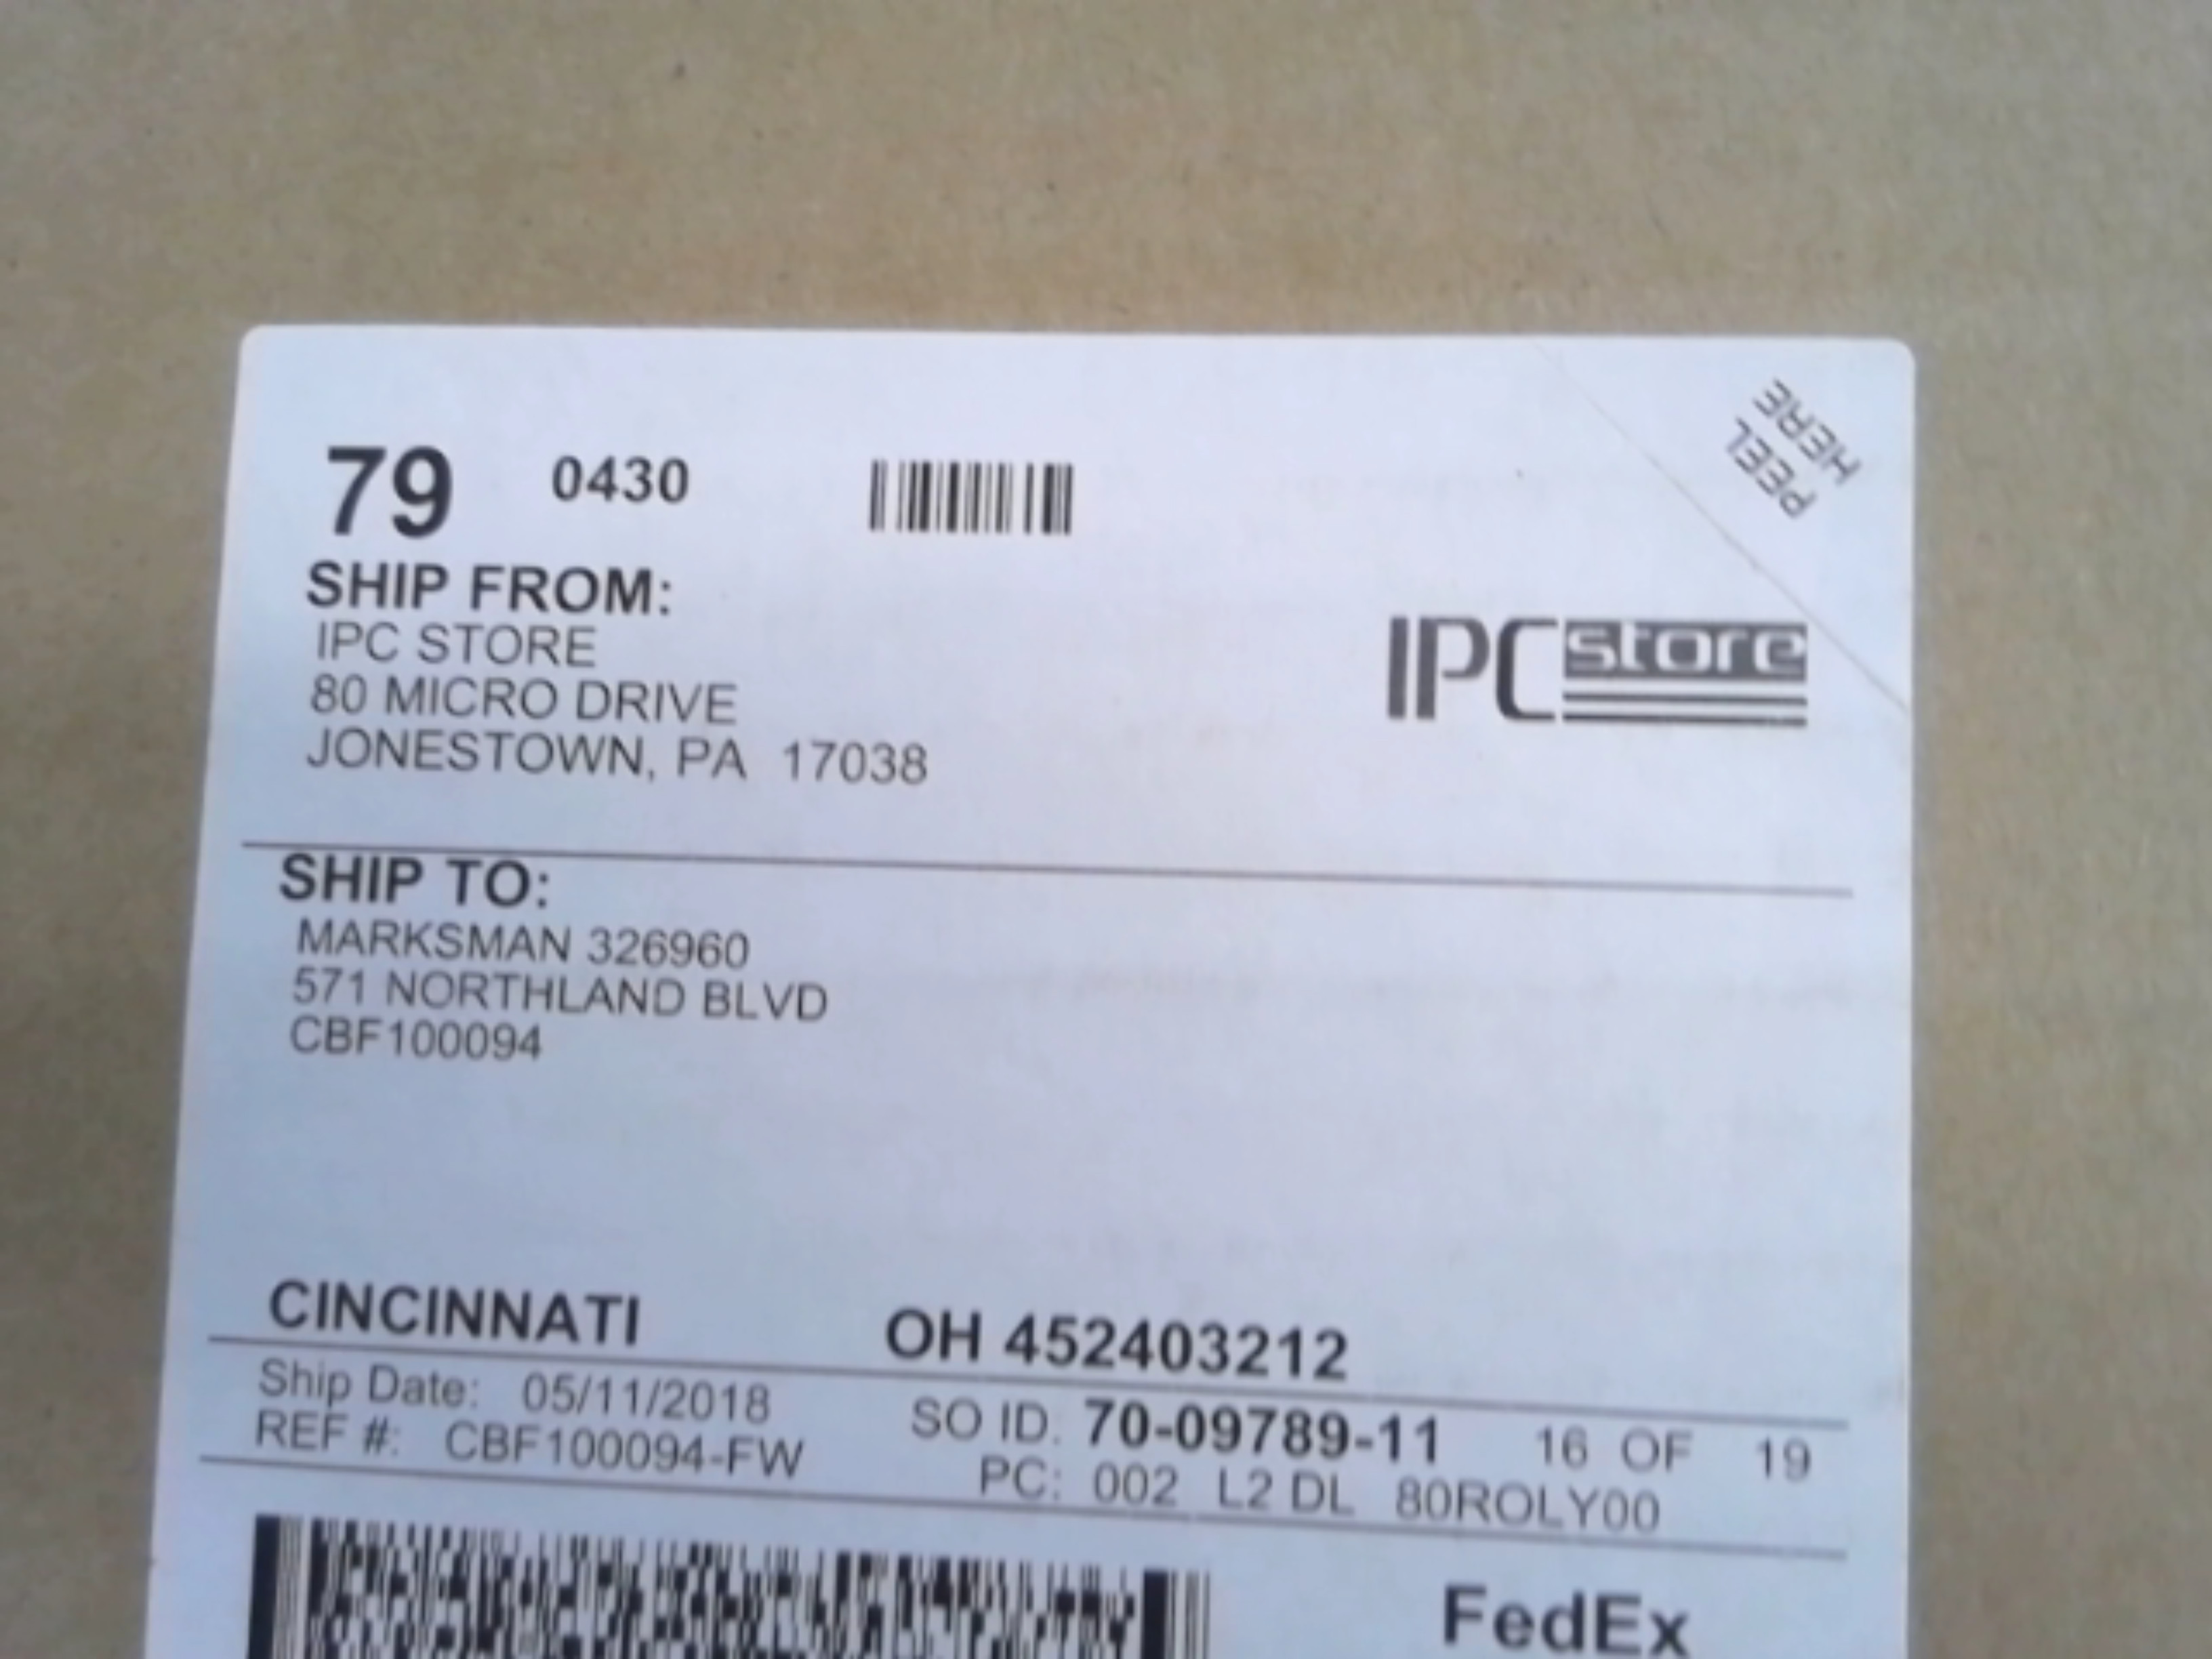 PEEL
HERE
79 0430
SHIP FROM:
IPC STORE
80 MICRO DRIVE
JONESTOWN, PA 17038
IPC store
SHIP TO:
MARKSMAN 326960
571 NORTHLAND BLVD
CBF100094
CINCINNATI OH 452403212
Ship Date: 05/11/2018
REF #: CBF100094-FW
SO ID: 70-09789-11 16 OF 19
PC: 002 L2 DL 80ROLY00
FedEx